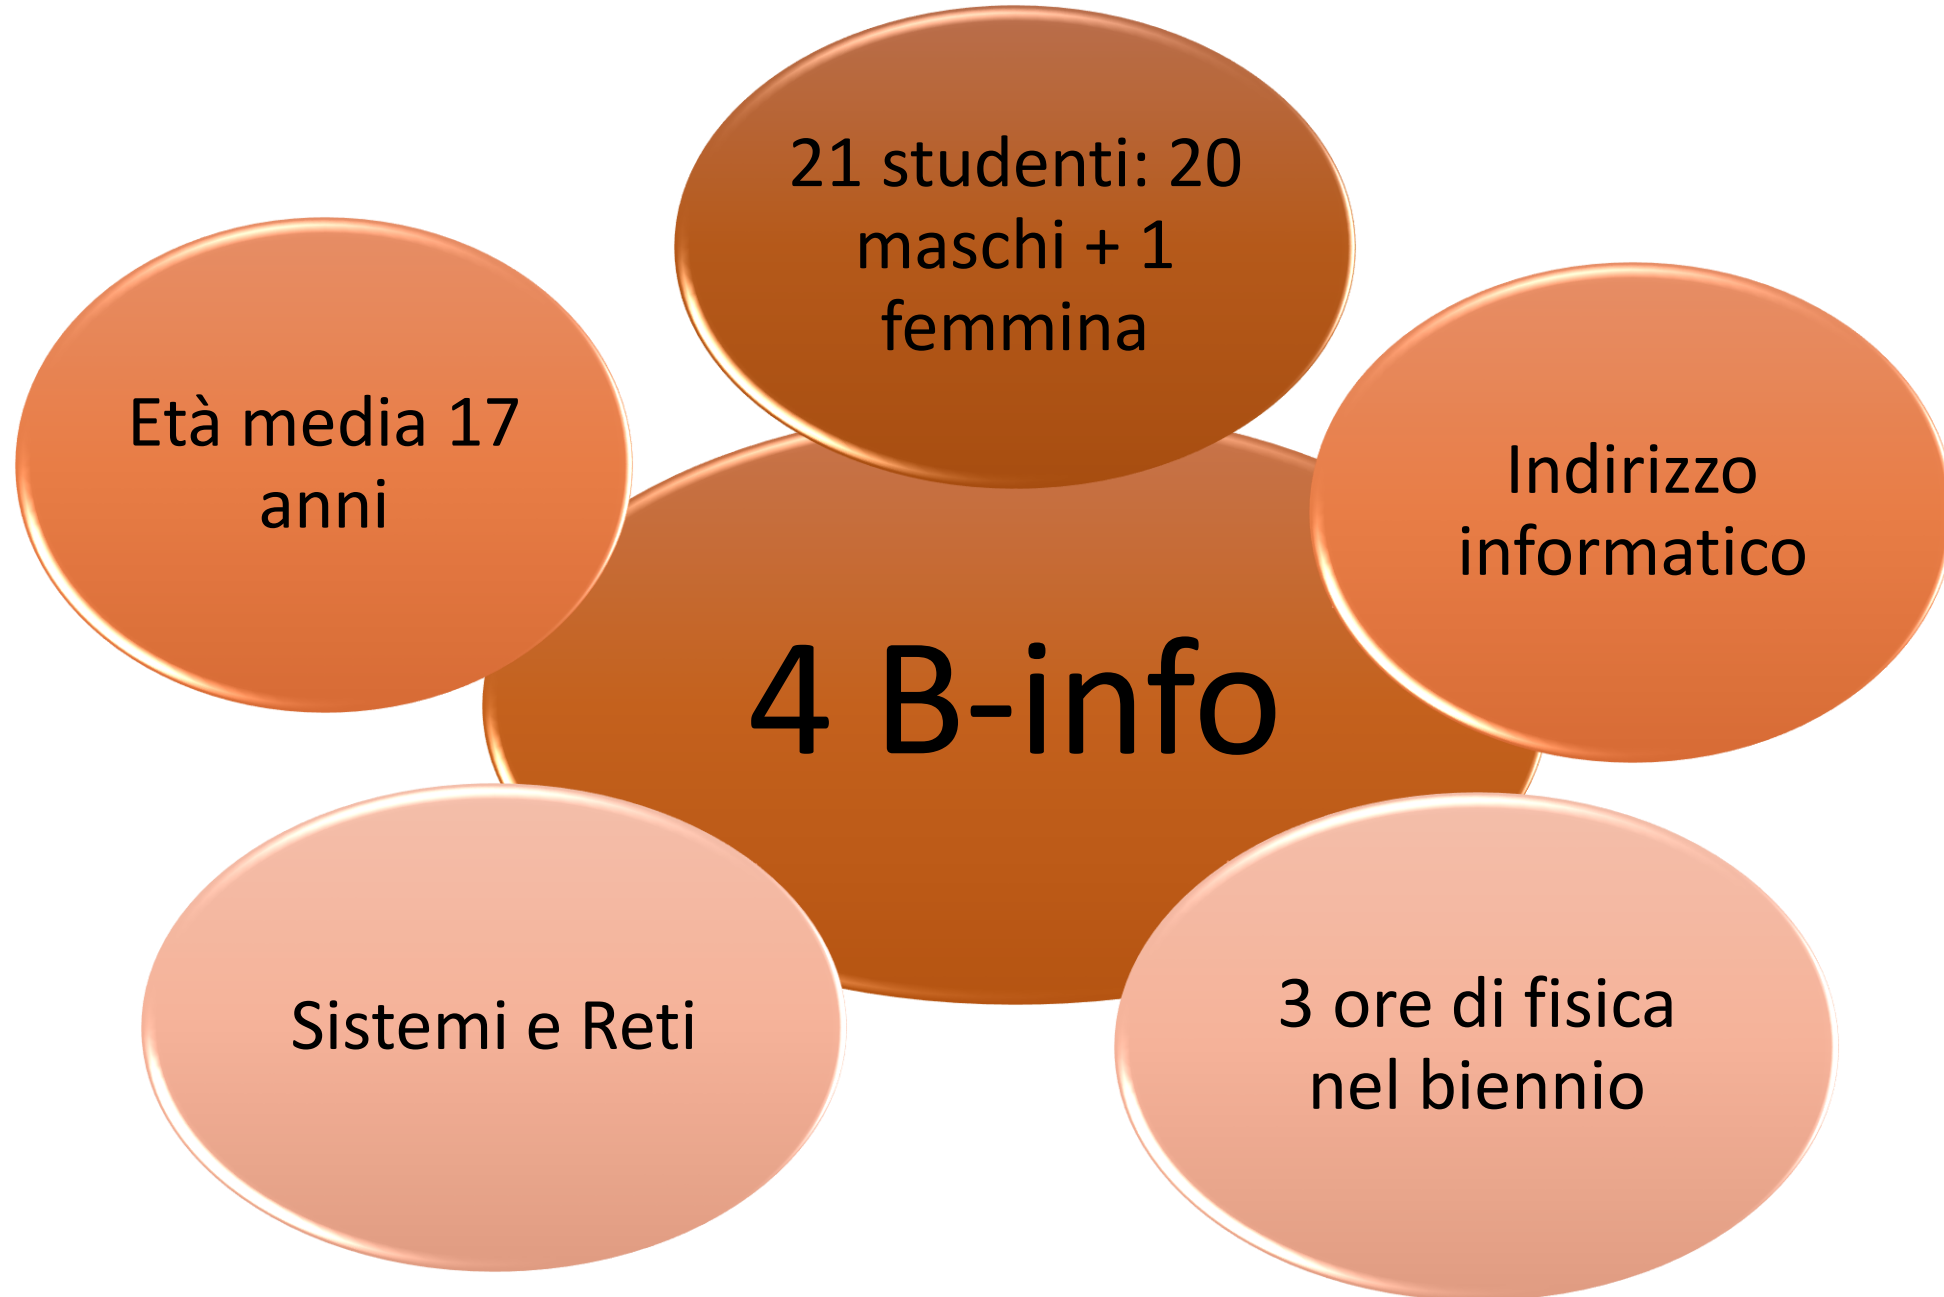 21 studenti: 20
maschi + 1
femmina
Età media 17
anni
Indirizzo
informatico
4 B-info
Sistemi e Reti
3 ore di fisica
nel biennio